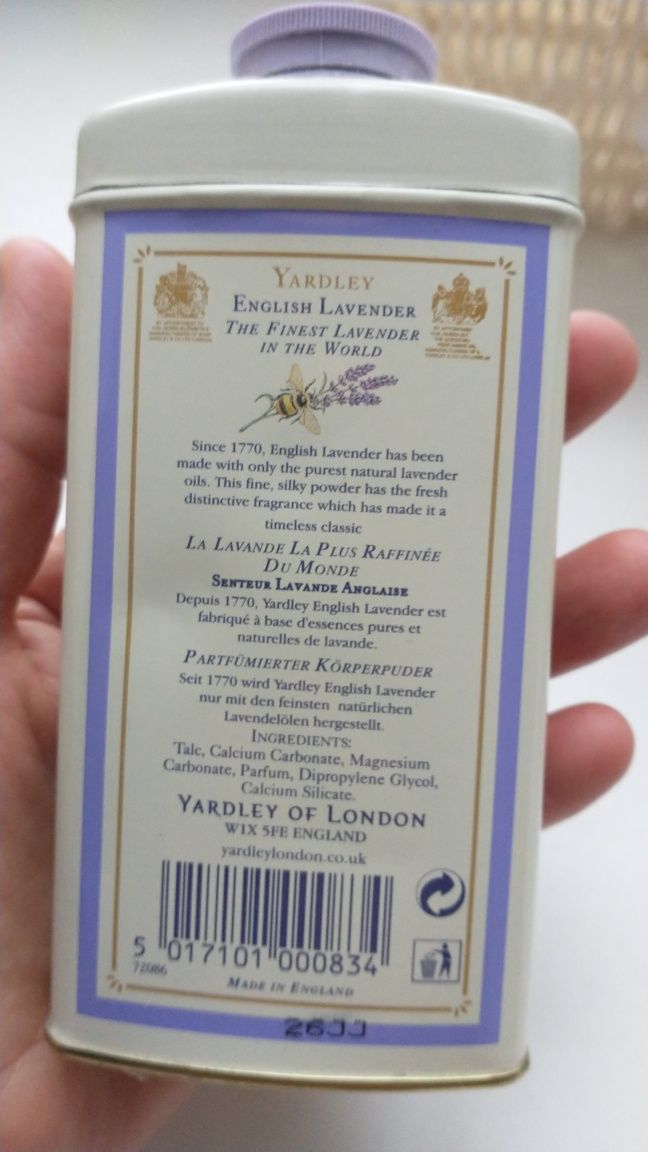 YARDLEY
ENGLISH LAVENDER
THE FINEST LAVENDER
IN THE WORLD
Since 1770, English Lavender has been
made with only the purest natural lavender
oils. This fine, silky powder has the fresh
distinctive fragrance which has made it a
timeless classic
LA LAVANDE LA PLUS RAFFINÉE
DU MONDE
SENTEUR LAVANDE ANGLAISE
Depuis 1770, Yardley English Lavender est
fabriqué à base d'essences pures et
naturelles de lavande.
PARTFÜMIERTER KÖRPERPUDER
Seit 1770 wird Yardley English Lavender
nur mit den feinsten natürlichen
Lavendelölen hergestellt.
INGREDIENTS:
Talc, Calcium Carbonate, Magnesium
Carbonate, Parfum, Dipropylene Glycol,
Calcium Silicate.
YARDLEY OF LONDON
W1X 5FE ENGLAND
yardleylondon.co.uk
5 017101 000834
72086
MADE IN ENGLAND
26JJ